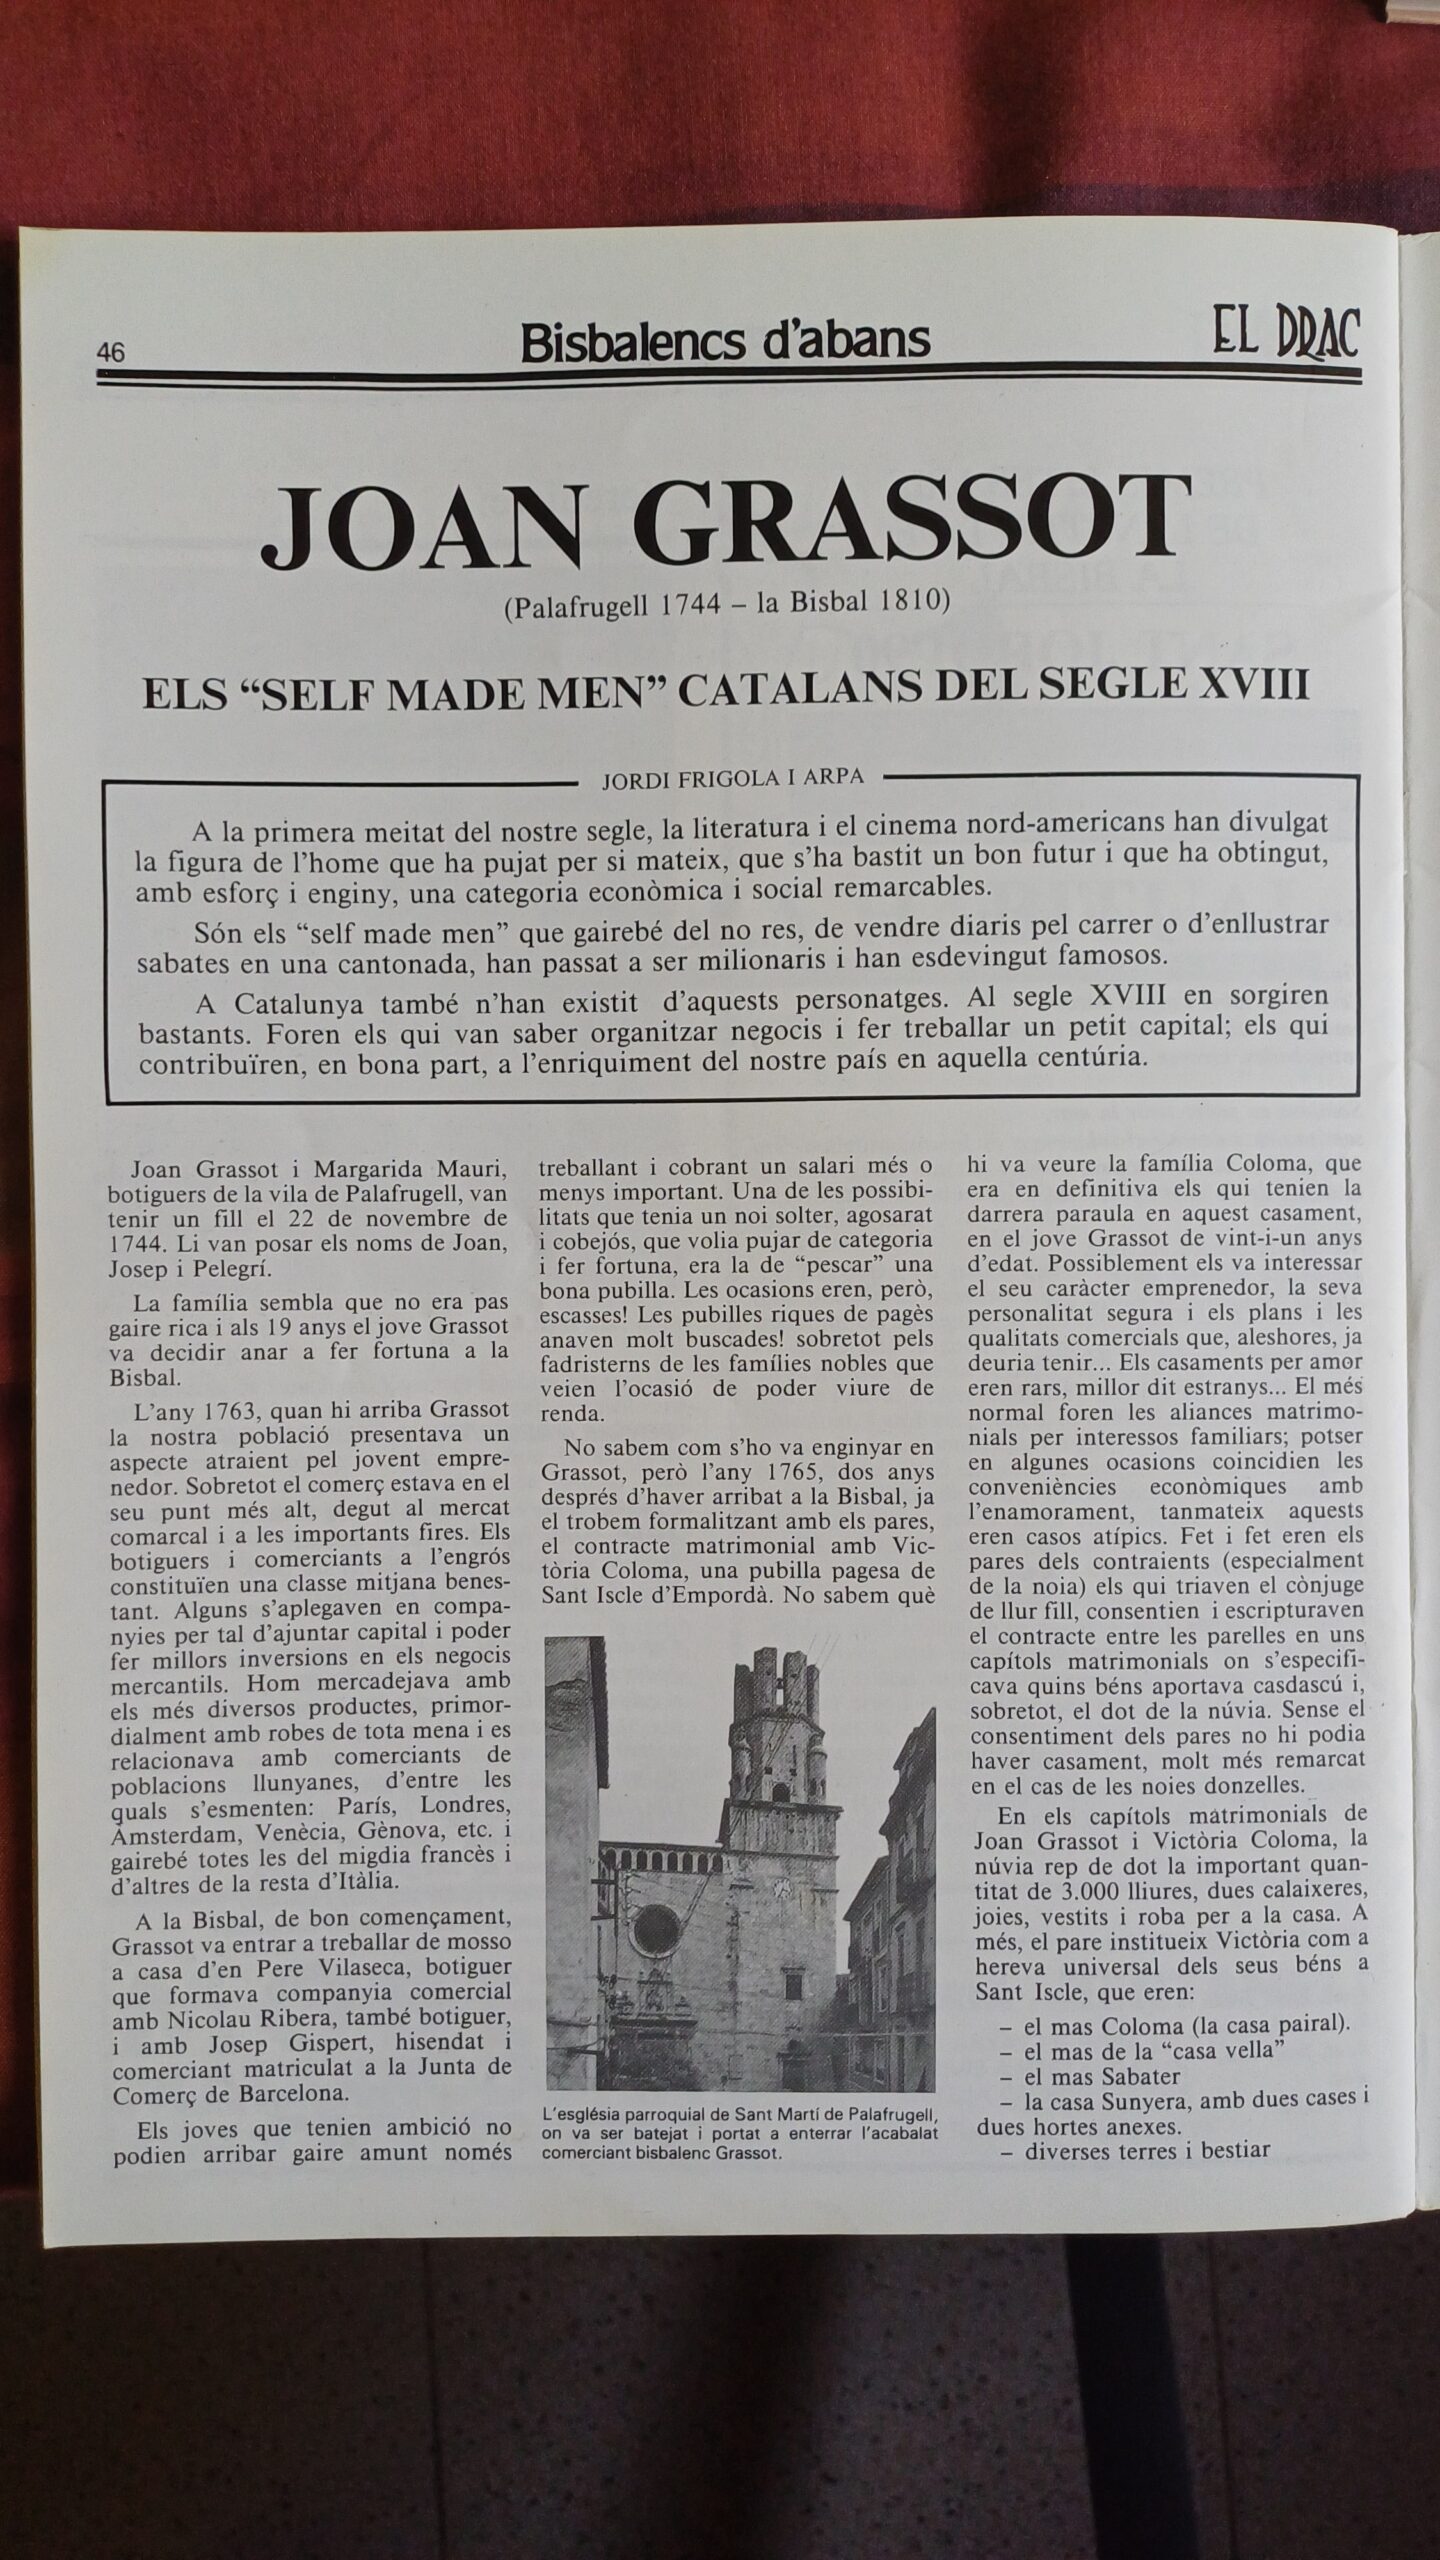 46
Bisbalencs d'abans
EL DRAC
JOAN GRASSOT
(Palafrugell 1744 – la Bisbal 1810)
ELS “SELF MADE MEN” CATALANS DEL SEGLE XVIII
JORDI FRIGOLA I ARPA
A la primera meitat del nostre segle, la literatura i el cinema nord-americans han divulgat
la figura de l'home que ha pujat per si mateix, que s'ha bastit un bon futur i que ha obtingut,
amb esforç i enginy, una categoria econòmica i social remarcables.
Són els “self made men” que gairebé del no res, de vendre diaris pel carrer o d'enllustrar
sabates en una cantonada, han passat a ser milionaris i han esdevingut famosos.
A Catalunya també n'han existit d'aquests personatges. Al segle XVIII en sorgiren
bastants. Foren els qui van saber organitzar negocis i fer treballar un petit capital; els qui
contribuïren, en bona part, a l'enriquiment del nostre país en aquella centúria.
Joan Grassot i Margarida Mauri,
botiguers de la vila de Palafrugell, van
tenir un fill el 22 de novembre de
1744. Li van posar els noms de Joan,
Josep i Pelegrí.
La família sembla que no era pas
gaire rica i als 19 anys el jove Grassot
va decidir anar a fer fortuna a la
Bisbal.
L'any 1763, quan hi arriba Grassot
la nostra població presentava un
aspecte atraient pel jovent empre-
nedor. Sobretot el comerç estava en el
seu punt més alt, degut al mercat
comarcal i a les importants fires. Els
botiguers i comerciants a l'engrós
constituïen una classe mitjana benes-
tant. Alguns s'aplegaven en compa-
nyies per tal d'ajuntar capital i poder
fer millors inversions en els negocis
mercantils. Hom mercadejava amb
els més diversos productes, primor-
dialment amb robes de tota mena i es
relacionava amb comerciants de
poblacions llunyanes, d'entre les
quals s'esmenten: París, Londres,
Àmsterdam, Venècia, Gènova, etc. i
gairebé totes les del migdia francès i
d'altres de la resta d'Itàlia.
A la Bisbal, de bon començament,
Grassot va entrar a treballar de mosso
a casa d'en Pere Vilaseca, botiguer
que formava companyia comercial
amb Nicolau Ribera, també botiguer,
i amb Josep Gispert, hisendat i
comerciant matriculat a la Junta de
Comerç de Barcelona.
Els joves que tenien ambició no
podien arribar gaire amunt només
treballant i cobrant un salari més o
menys important. Una de les possibi-
litats que tenia un noi solter, agosarat
i cobejós, que volia pujar de categoria
i fer fortuna, era la de “pescar” una
bona pubilla. Les ocasions eren, però,
escasses! Les pubilles riques de pagès
anaven molt buscades! sobretot pels
fadristerns de les famílies nobles que
veien l'ocasió de poder viure de
renda.
No sabem com s'ho va enginyar en
Grassot, però l'any 1765, dos anys
després d'haver arribat a la Bisbal, ja
el trobem formalitzant amb els pares,
el contracte matrimonial amb Vic-
tòria Coloma, una pubilla pagesa de
Sant Iscle d'Empordà. No sabem què
L'església parroquial de Sant Martí de Palafrugell,
on va ser batejat i portat a enterrar l'acabalat
comerciant bisbalenc Grassot.
hi va veure la família Coloma, que
era en definitiva els qui tenien la
darrera paraula en aquest casament,
en el jove Grassot de vint-i-un anys
d'edat. Possiblement els va interessar
el seu caràcter emprenedor, la seva
personalitat segura i els plans i les
qualitats comercials que, aleshores, ja
deuria tenir... Els casaments per amor
eren rars, millor dit estranys... El més
normal foren les aliances matrimo-
nials per interessos familiars; potser
en algunes ocasions coincidien les
conveniències econòmiques amb
l'enamorament, tanmateix aquests
eren casos atípics. Fet i fet eren els
pares dels contraients (especialment
de la noia) els qui triaven el cònjuge
de llur fill, consentien i escripturaven
el contracte entre les parelles en uns
capítols matrimonials on s'especifi-
cava quins béns aportava casdascú i,
sobretot, el dot de la núvia. Sense el
consentiment dels pares no hi podia
haver casament, molt més remarcat
en el cas de les noies donzelles.
En els capítols matrimonials de
Joan Grassot i Victòria Coloma, la
núvia rep de dot la important quan-
titat de 3.000 lliures, dues calaixeres,
joies, vestits i roba per a la casa. A
més, el pare institueix Victòria com a
hereva universal dels seus béns a
Sant Iscle, que eren:
– el mas Coloma (la casa pairal).
– el mas de la “casa vella”
– el mas Sabater
– la casa Sunyera, amb dues cases i
dues hortes anexes.
– diverses terres i bestiar